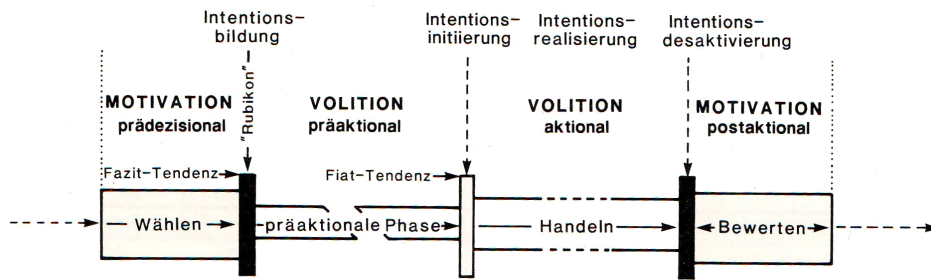 Intentions-
bildung
Intentions-
initiierung
Intentions-
realisierung
Intentions-
desaktivierung
"Rubikon"
MOTIVATION
prädezisional
VOLITION
präaktional
VOLITION
aktional
MOTIVATION
postaktional
Fazit-Tendenz
Fiat-Tendenz
Wählen
präaktionale Phase
Handeln
Bewerten